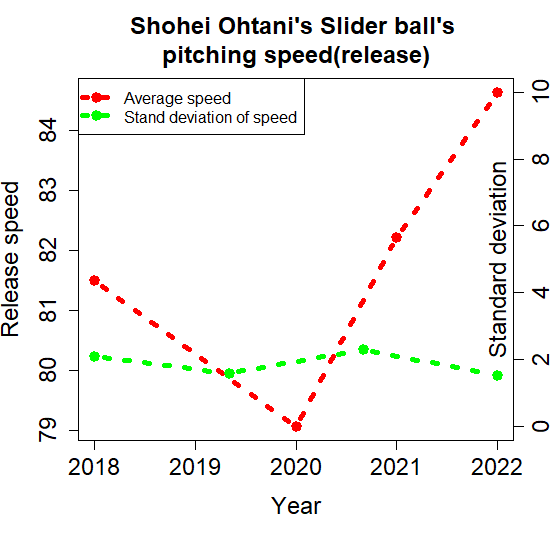 Shohei Ohtani's Slider ball's
pitching speed(release)
Average speed
Stand deviation of speed
Release speed
84
83
82
81
80
79
Standard deviation
10
8
6
4
2
0
2018 2019 2020 2021 2022
Year